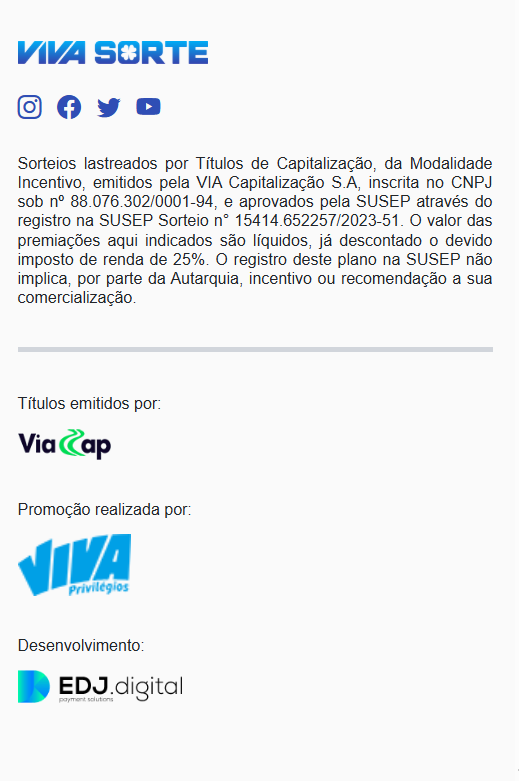 VIVA SORTE
Sorteios lastreados por Títulos de Capitalização, da Modalidade
Incentivo, emitidos pela VIA Capitalização S.A, inscrita no CNPJ
sob nº 88.076.302/0001-94, e aprovados pela SUSEP através do
registro na SUSEP Sorteio n° 15414.652257/2023-51. O valor das
premiações aqui indicados são líquidos, já descontado o devido
imposto de renda de 25%. O registro deste plano na SUSEP não
implica, por parte da Autarquia, incentivo ou recomendação a sua
comercialização.
Títulos emitidos por:
ViaCap
Promoção realizada por:
VIVA
Privilégios
Desenvolvimento:
EDJ.digital
payment solutions